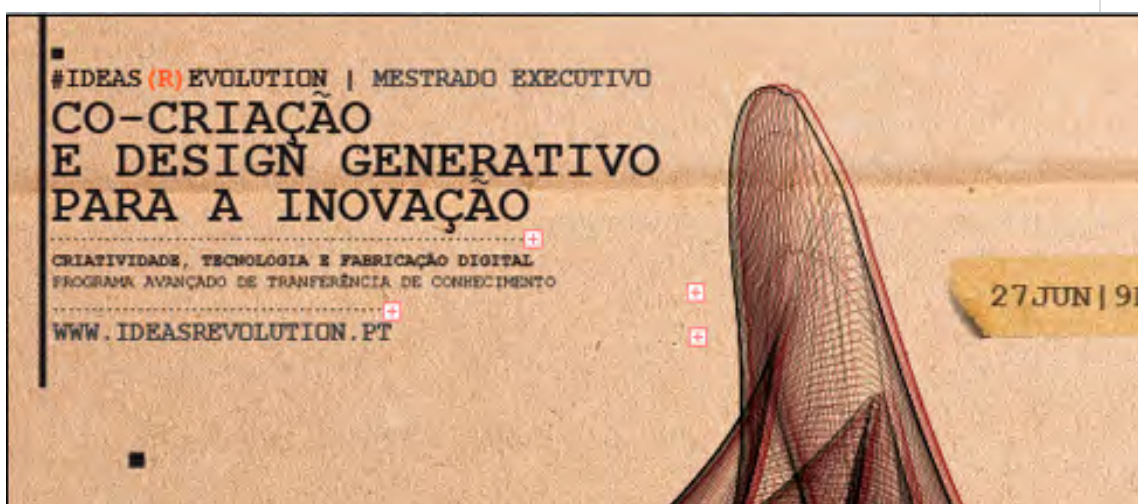 #IDEAS(R)EVOLUTION | MESTRADO EXECUTIVO
CO-CRIAÇÃO
E DESIGN GENERATIVO
PARA A INOVAÇÃO
CRIATIVIDADE, TECNOLOGIA E FABRICAÇÃO DIGITAL
PROGRAMA AVANÇADO DE TRANFERÊNCIA DE CONHECIMENTO
WWW.IDEASREVOLUTION.PT
27JUN|9